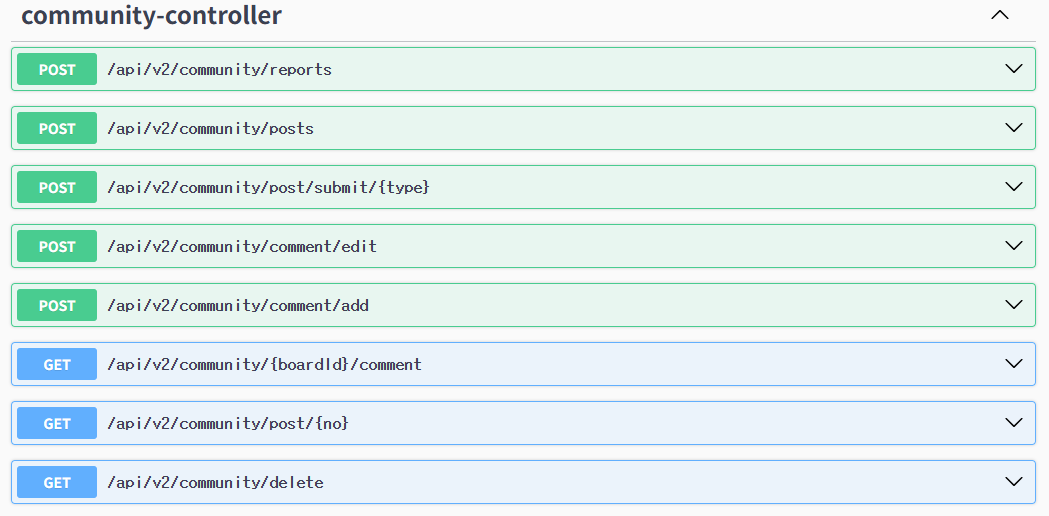 community-controller
POST /api/v2/community/reports
POST /api/v2/community/posts
POST /api/v2/community/post/submit/{type}
POST /api/v2/community/comment/edit
POST /api/v2/community/comment/add
GET /api/v2/community/{boardId}/comment
GET /api/v2/community/post/{no}
GET /api/v2/community/delete